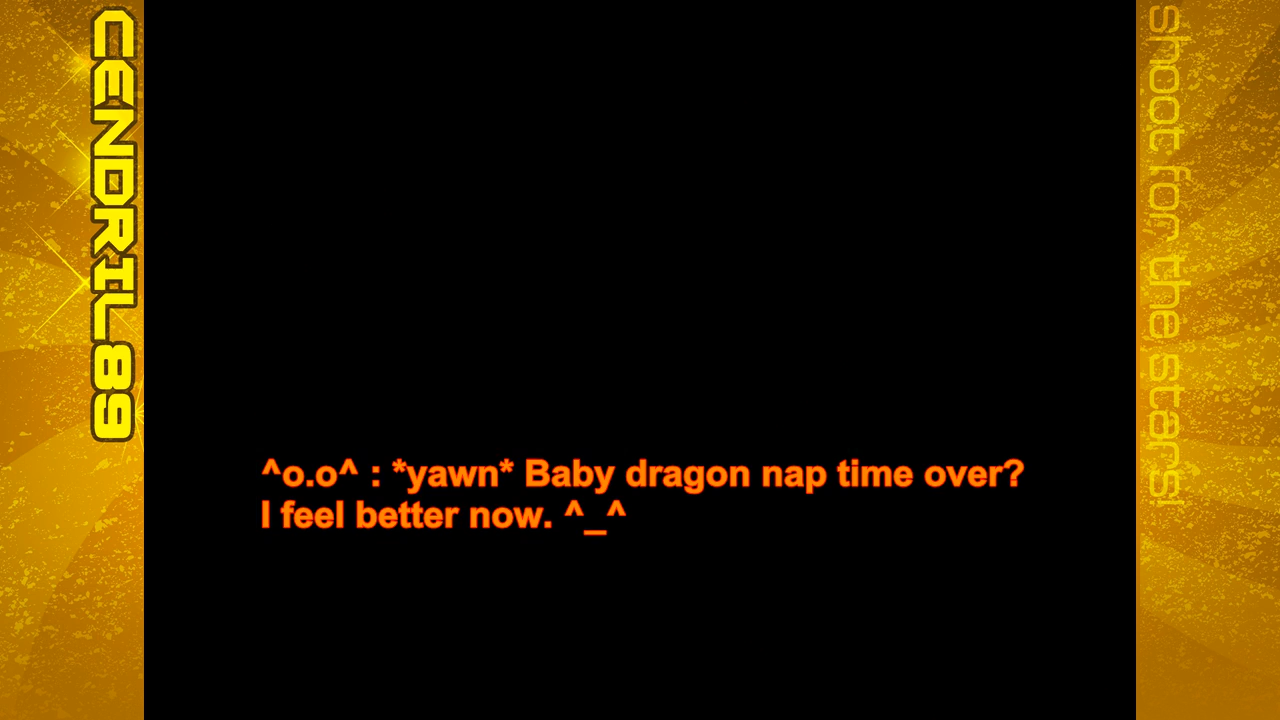 CENDRIL89
^o.o^ : *yawn* Baby dragon nap time over?
I feel better now. ^_^
shoot for the stars!